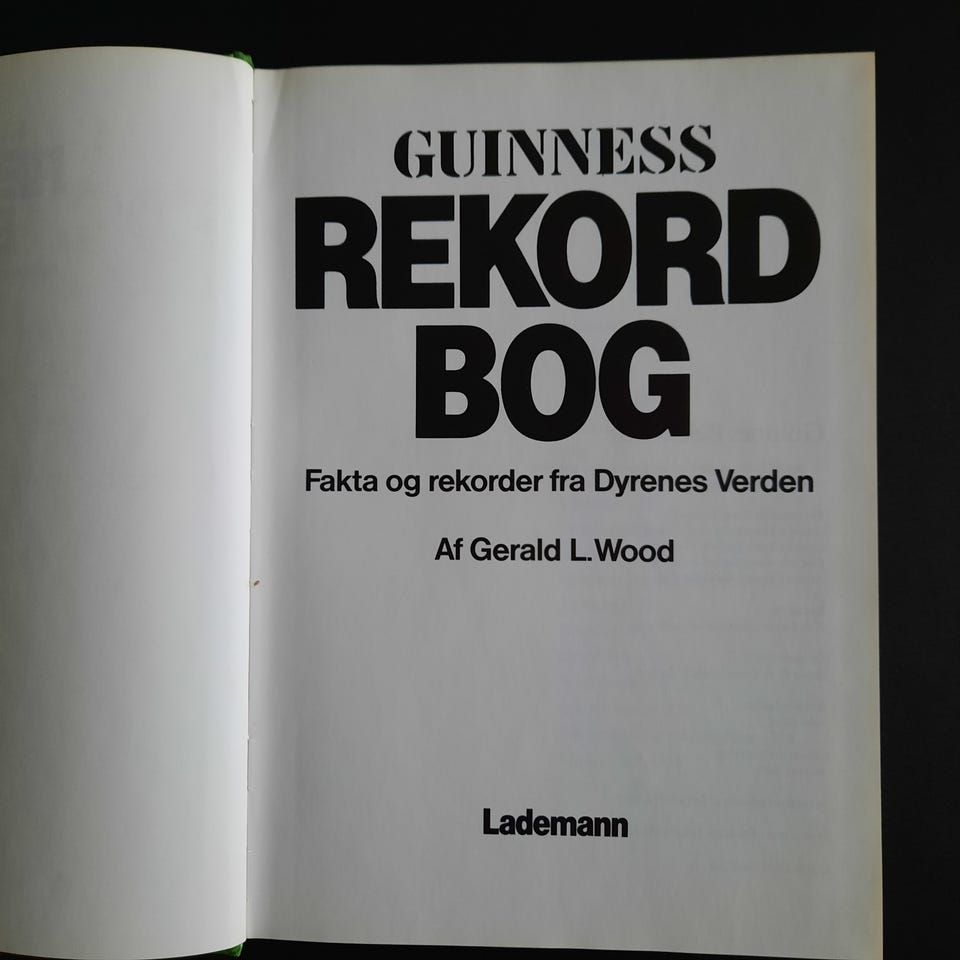 GUINNESS
REKORD
BOG
Fakta og rekorder fra Dyrenes Verden
Af Gerald L. Wood
Lademann